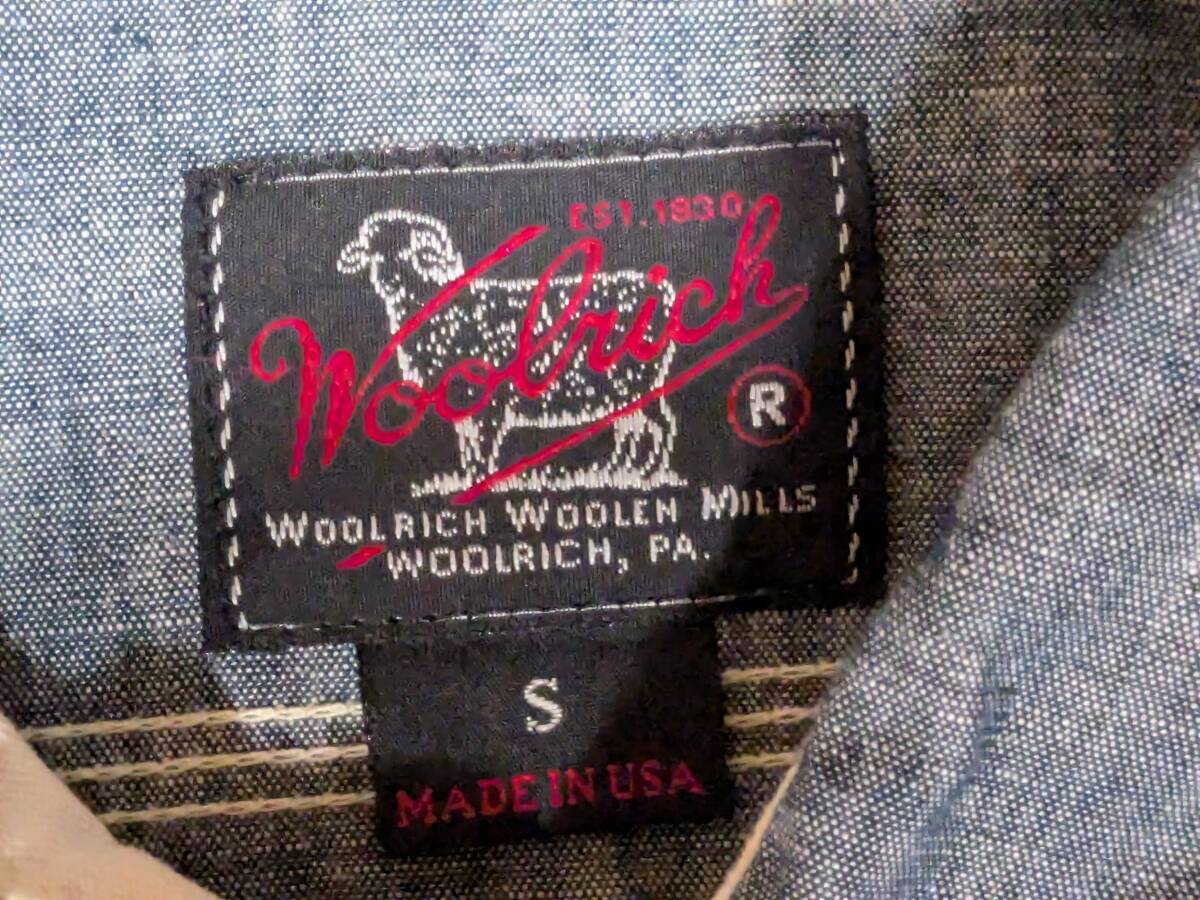 EST. 1830
Woolrich
®
WOOLRICH WOOLEN MILLS
WOOLRICH, PA.
S
MADE IN USA